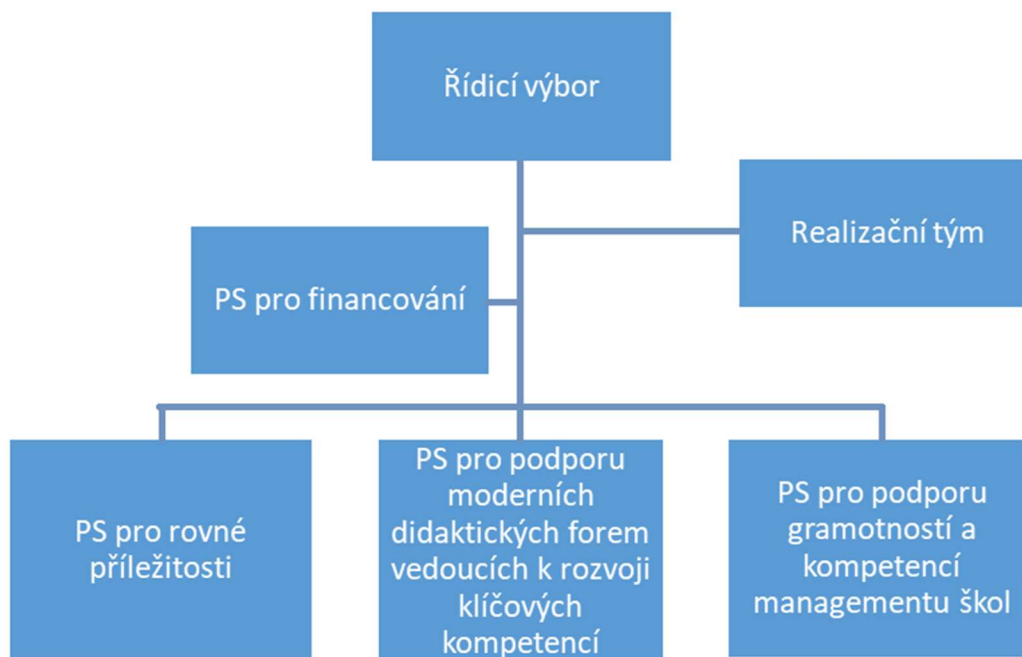 Řídicí výbor
Realizační tým
PS pro financování
PS pro rovné
příležitosti
PS pro podporu
moderních
didaktických forem
vedoucích k rozvoji
klíčových
kompetencí
PS pro podporu
gramotností a
kompetencí
managementu škol